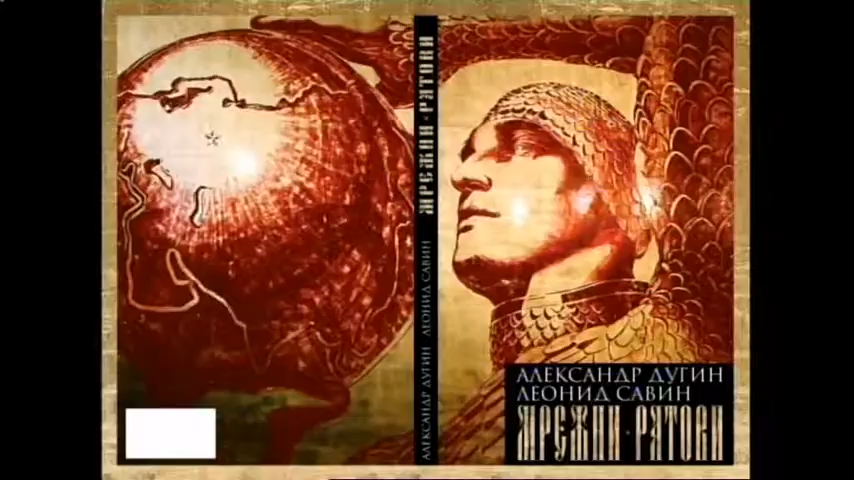 МРЕЖНИ · РАТОВИ
АЛЕКСАНДР ДУГИН ЛЕОНИД САВИН
АЛЕКСАНДР ДУГИН
ЛЕОНИД САВИН
МРЕЖНИ · РАТОВИ